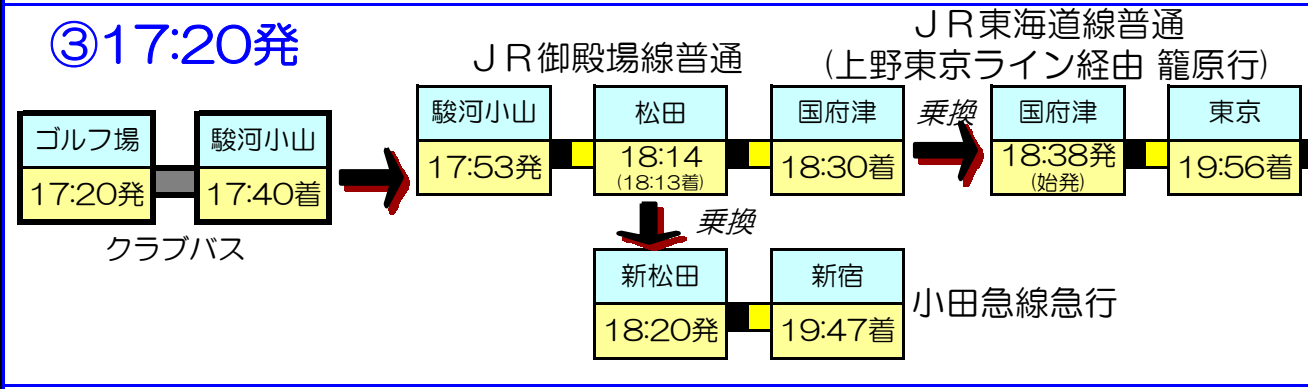 ③17:20発
JR御殿場線普通
JR東海道線普通
(上野東京ライン経由 籠原行)
ゴルフ場
17:20発
駿河小山
17:40着
クラブバス
駿河小山
17:53発
松田
18:14
(18:13着)
国府津
18:30着
乗換
国府津
18:38発
(始発)
東京
19:56着
乗換
新松田
18:20発
新宿
19:47着
小田急線急行